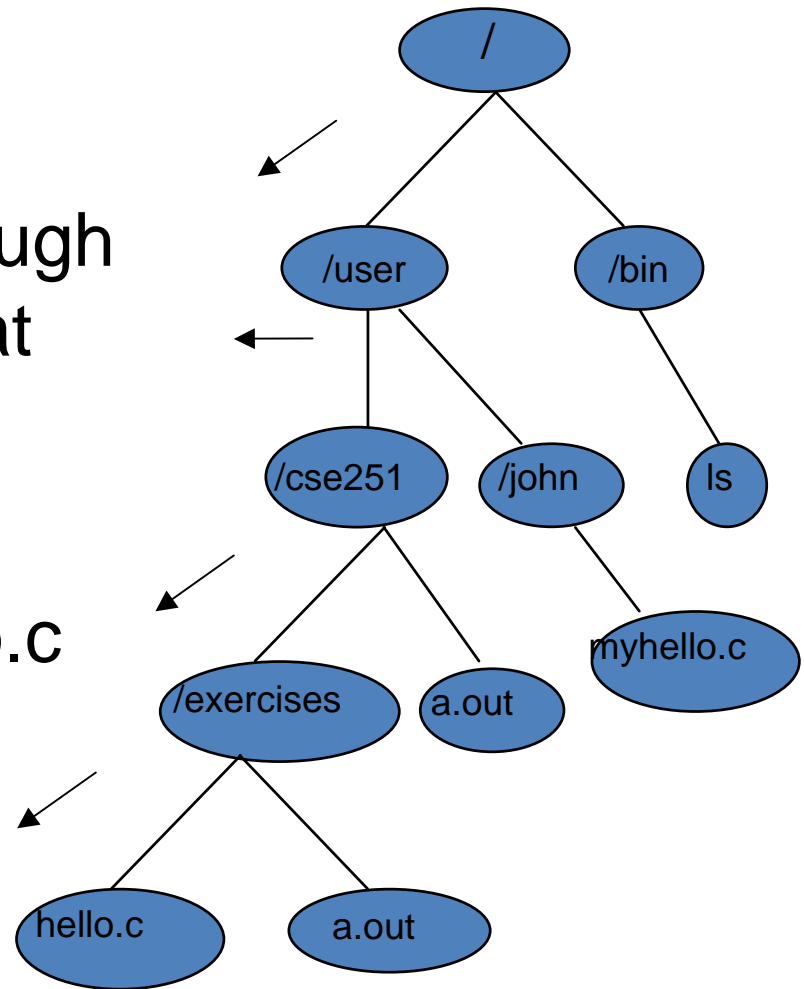 /
ugh
/user
/bin
at
/cse251
/john
ls
o.c
myhello.c
/exercises
a.out
hello.c
a.out